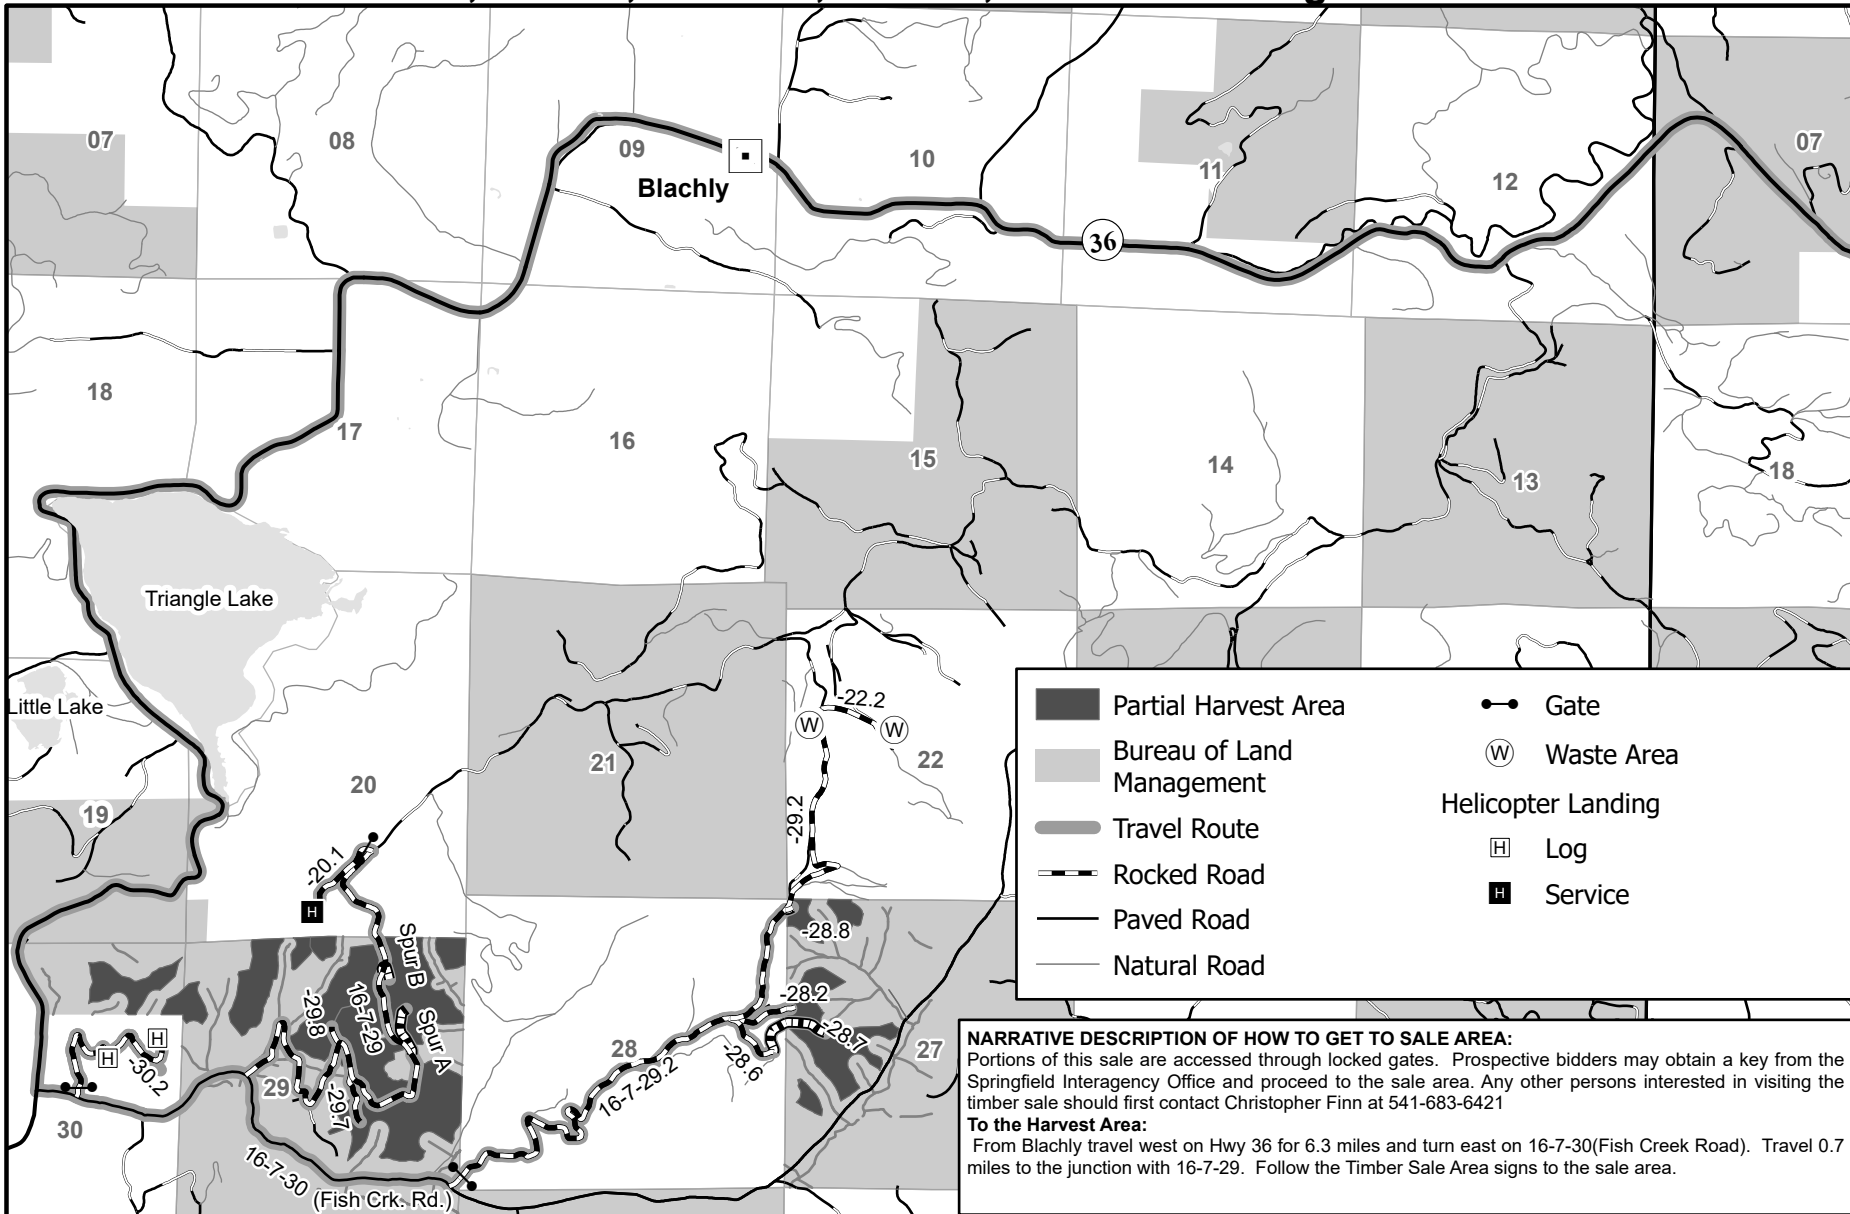 07
08
09
10
11
12
07
Blachly
36
18
17
16
15
14
13
18
Triangle Lake
Little Lake
19
20
21
22
-22.2
W
W
-29.2
-20.1
H
Spur B
-28.8
-28.2
-28.7
-28.6
-29.8
16-7-29
Spur A
-29.7
H
H
-30.2
28
27
29
30
16-7-29.2
16-7-30
(Fish Crk. Rd.)
Partial Harvest Area
Bureau of Land
Management
Travel Route
Rocked Road
Paved Road
Natural Road
Gate
W Waste Area
Helicopter Landing
H Log
H Service
NARRATIVE DESCRIPTION OF HOW TO GET TO SALE AREA:
Portions of this sale are accessed through locked gates. Prospective bidders may obtain a key from the
Springfield Interagency Office and proceed to the sale area. Any other persons interested in visiting the
timber sale should first contact Christopher Finn at 541-683-6421
To the Harvest Area:
From Blachly travel west on Hwy 36 for 6.3 miles and turn east on 16-7-30(Fish Creek Road). Travel 0.7
miles to the junction with 16-7-29. Follow the Timber Sale Area signs to the sale area.